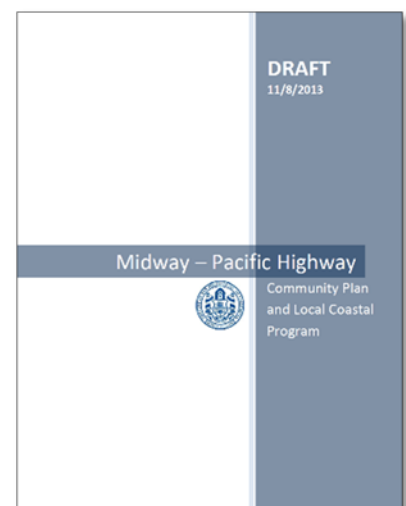 DRAFT
11/8/2013
Midway – Pacific Highway
Community Plan
and Local Coastal
Program